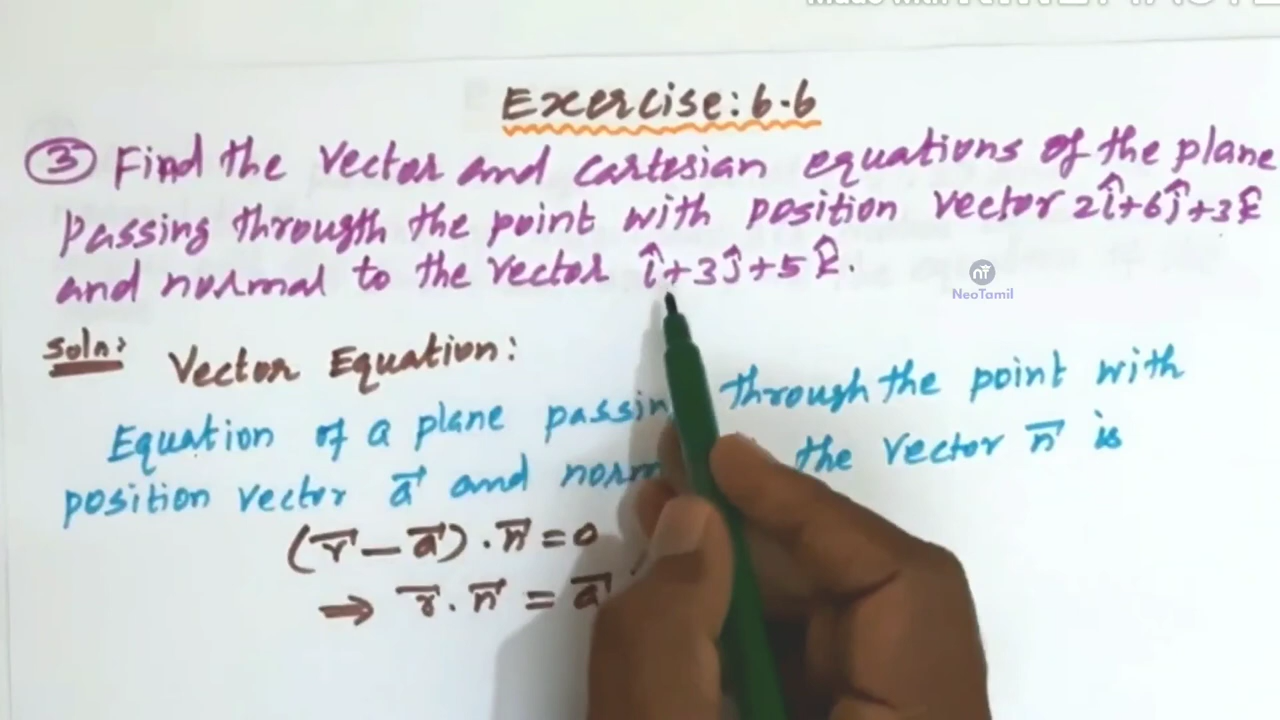 Exercise: 6.6
③ Find the vector and cartesian equations of the plane
passing through the point with position vector 2î+6ĵ+3k̂
and normal to the vector î+3ĵ+5k̂.
NeoTamil
Soln: Vector Equation:
Equation of a plane passin through the point with
position vector a⃗ and norm the vector n⃗ is
(r⃗ - a⃗) . n⃗ = 0
⇒ r⃗ . n⃗ = a⃗